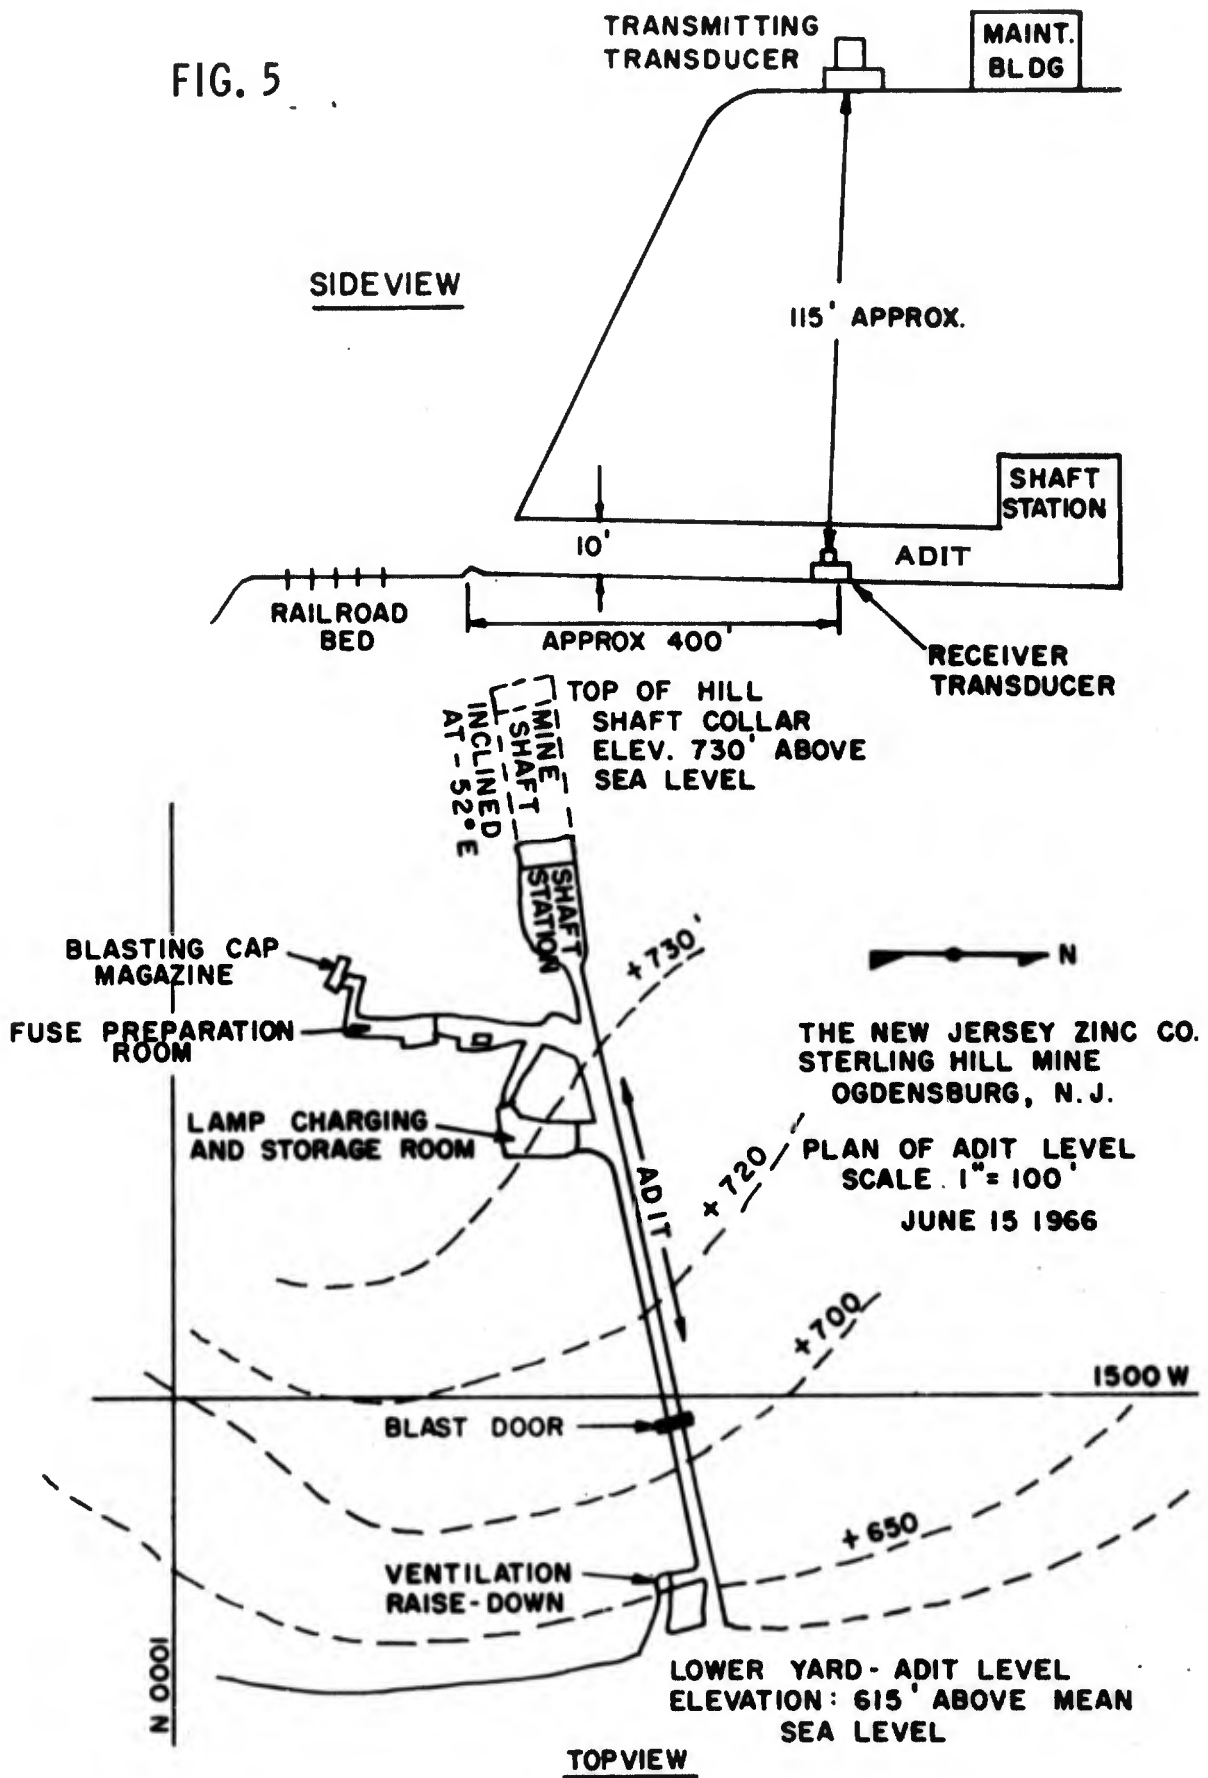 FIG. 5
TRANSMITTING
TRANSDUCER
MAINT.
BLDG
SIDEVIEW
115' APPROX.
SHAFT
STATION
10'
ADIT
RAILROAD
BED
APPROX 400'
RECEIVER
TRANSDUCER
TOP OF HILL
SHAFT COLLAR
ELEV. 730' ABOVE
SEA LEVEL
MINE
SHAFT
INCLINED
AT - 52° E
SHAFT
STATION
BLASTING CAP
MAGAZINE
+ 730'
N
FUSE PREPARATION
ROOM
THE NEW JERSEY ZINC CO.
STERLING HILL MINE
OGDENSBURG, N.J.
LAMP CHARGING
AND STORAGE ROOM
PLAN OF ADIT LEVEL
SCALE. 1"= 100'
JUNE 15 1966
ADIT
x 720
+ 700
1500 W
BLAST DOOR
+ 650
VENTILATION
RAISE-DOWN
1000 N
LOWER YARD - ADIT LEVEL
ELEVATION: 615' ABOVE MEAN
SEA LEVEL
TOPVIEW